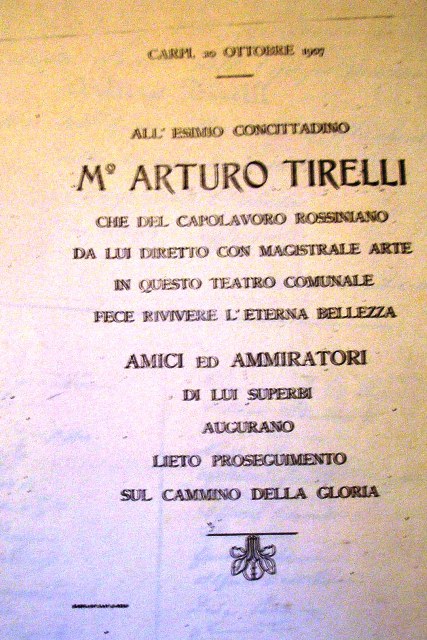 CARPI, 20 OTTOBRE 1907
ALL' ESIMIO CONCITTADINO
Mº ARTURO TIRELLI
CHE DEL CAPOLAVORO ROSSINIANO
DA LUI DIRETTO CON MAGISTRALE ARTE
IN QUESTO TEATRO COMUNALE
FECE RIVIVERE L'ETERNA BELLEZZA
AMICI ED AMMIRATORI
DI LUI SUPERBI
AUGURANO
LIETO PROSEGUIMENTO
SUL CAMMINO DELLA GLORIA